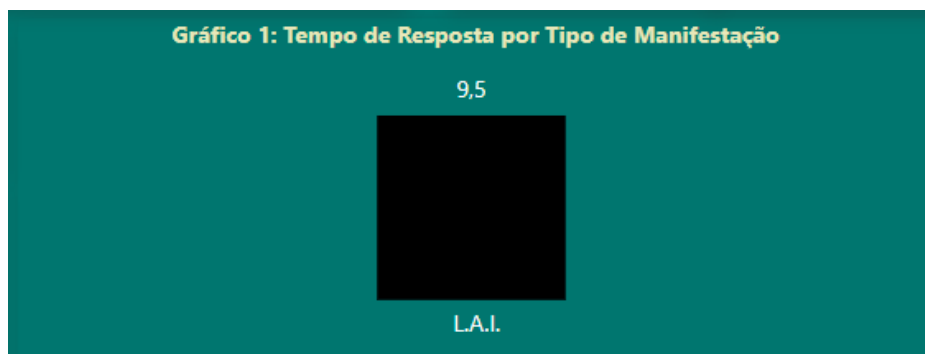 Gráfico 1: Tempo de Resposta por Tipo de Manifestação
9,5
L.A.I.